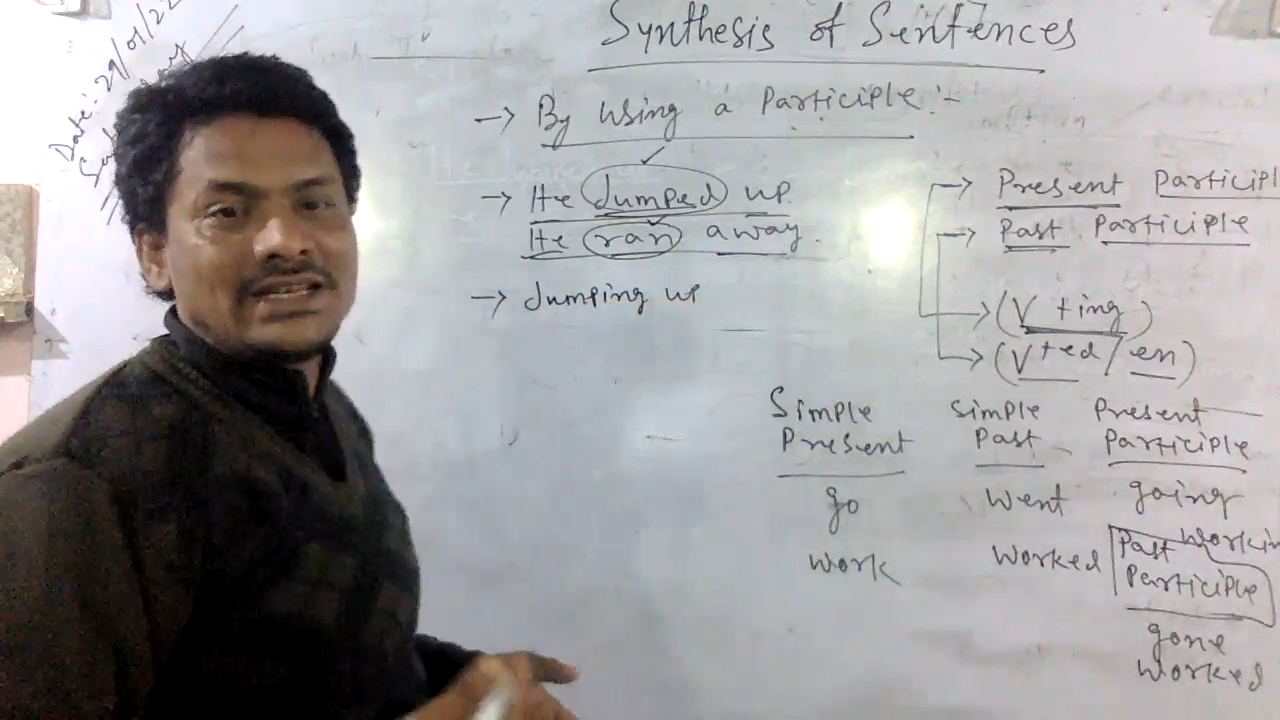 Date:- 29/01/22
Synthesis of Sentences
→ By using a Participle :-
→ He Jumped up.
He ran away.
→ Jumping up
→ Present Participl
→ Past Participle
→ (V +ing)
→ (V+ed / en)
Simple Present
Simple Past
Present Participle
go went going
work worked workin
Past Participle
gone
worked